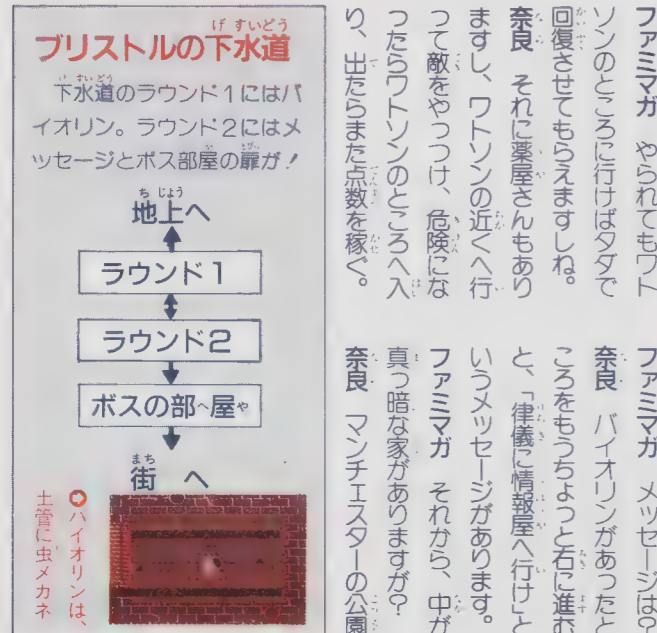 ファミマガ　やられてもワト
ソンのところに行けばタダで
回復させてもらえますしね。
奈良　それに薬屋さんもあり
ますし、ワトソンの近くへ行
って敵をやっつけ、危険にな
ったらワトソンのところへ入
り、出たらまた点数を稼ぐ。
ファミマガ　メッセージは?
奈良　バイオリンがあったと
ころをもうちょっと右に進む
と、「律儀に情報屋へ行け」と
いうメッセージがあります。
ファミマガ　それから、中が
真っ暗な家がありますが?
奈良　マンチェスターの公園
ブリストルの下水道
下水道のラウンド1にはバ
イオリン。ラウンド2にはメ
ッセージとボス部屋の扉が!
地上へ
ラウンド1
ラウンド2
ボスの部屋
街へ
バイオリンは、
土管に虫メカネ